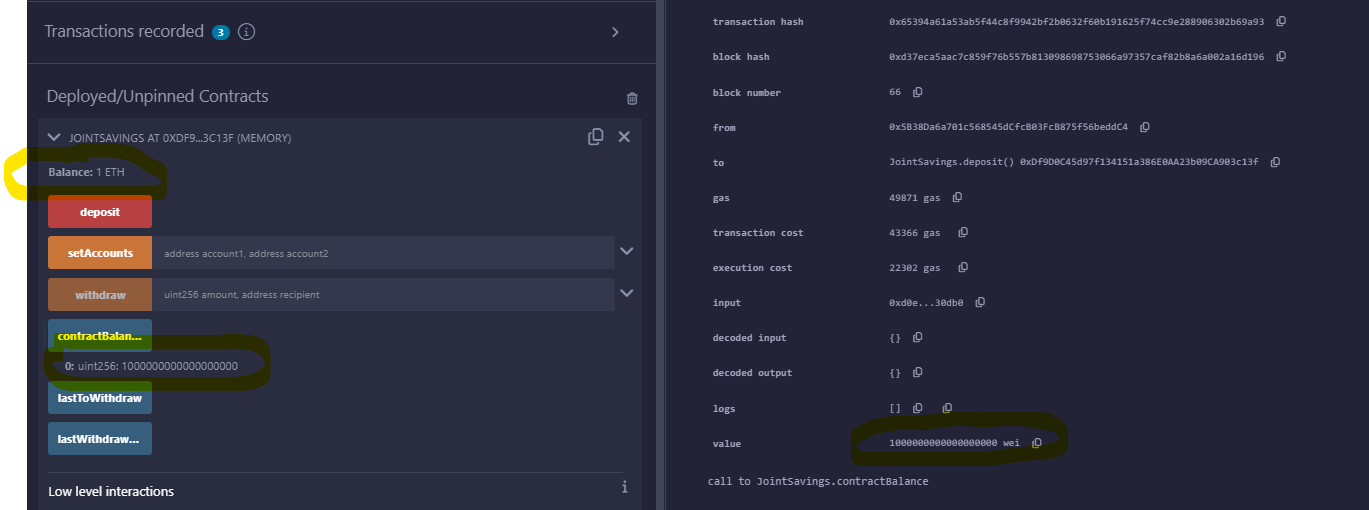 Transactions recorded 3 i
Deployed/Unpinned Contracts
JOINTSAVINGS AT 0XDF9...3C13F (MEMORY)
Balance: 1 ETH
deposit
setAccounts address account1, address account2
withdraw uint256 amount, address recipient
contractBalan...
0: uint256: 1000000000000000000
lastToWithdraw
lastWithdraw...
Low level interactions i
transaction hash 0x65394a61a53ab5f44c8f9942bf2b0632f60b191625f74cc9e288906302b69a93
block hash 0xd37eca5aac7c859f76b557b813098698753066a97357caf82b8a6a002a16d196
block number 66
from 0x5B38Da6a701c568545dCfcB03FcB875f56beddC4
to JointSavings.deposit() 0xDf9D0C45d97f134151a386E0AA23b09CA903c13f
gas 49871 gas
transaction cost 43366 gas
execution cost 22302 gas
input 0xd0e...30db0
decoded input {}
decoded output {}
logs []
value 1000000000000000000 wei
call to JointSavings.contractBalance